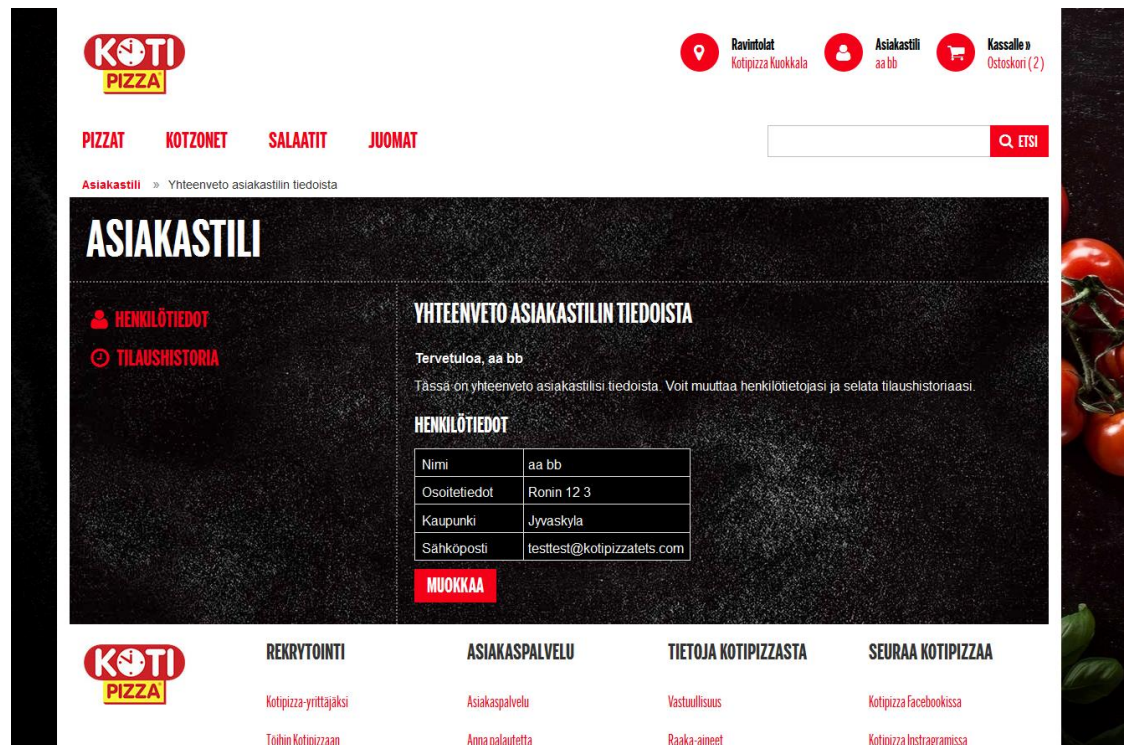 KOTI
PIZZA
Ravintolat
Kotipizza Kuokkala
Asiakastili
aa bb
Kassalle »
Ostoskori ( 2 )
PIZZAT KOTZONET SALAATIT JUOMAT
ETSI
Asiakastili » Yhteenveto asiakastilin tiedoista
ASIAKASTILI
HENKILÖTIEDOT
TILAUSHISTORIA
YHTEENVETO ASIAKASTILIN TIEDOISTA
Tervetuloa, aa bb
Tässä on yhteenveto asiakastilisi tiedoista. Voit muuttaa henkilötietojasi ja selata tilaushistoriaasi.
HENKILÖTIEDOT
Nimi aa bb
Osoitetiedot Ronin 12 3
Kaupunki Jyvaskyla
Sähköposti testtest@kotipizzatets.com
MUOKKAA
KOTI
PIZZA
REKRYTOINTI
Kotipizza-yrittäjäksi
Töihin Kotipizzaan
ASIAKASPALVELU
Asiakaspalvelu
Anna palautetta
TIETOJA KOTIPIZZASTA
Vastuullisuus
Raaka-aineet
SEURAA KOTIPIZZAA
Kotipizza Facebookissa
Kotipizza Instragramissa